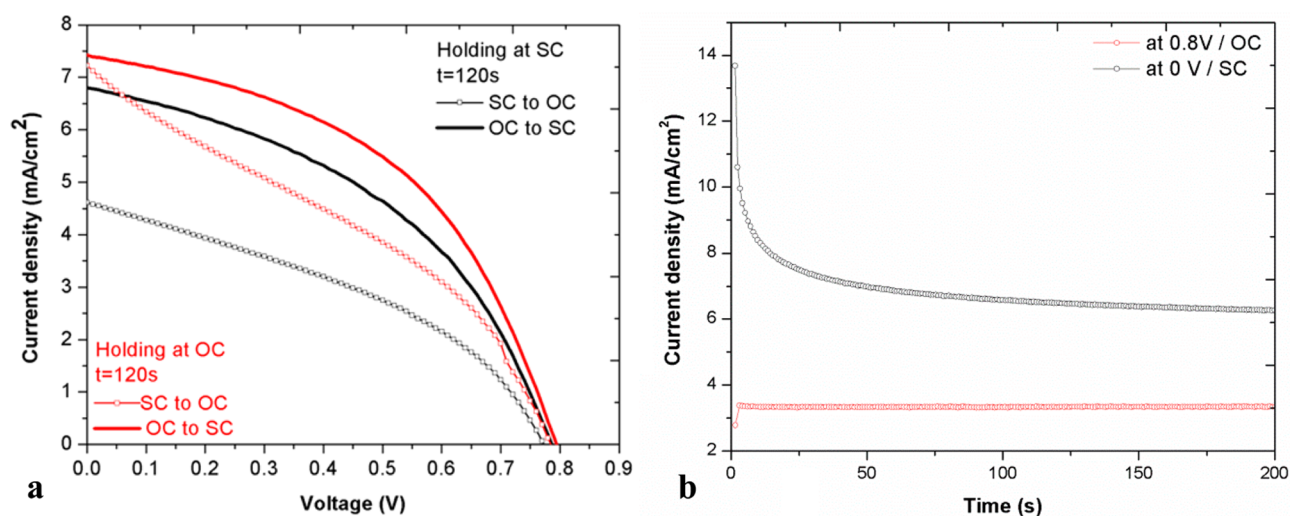 8
7
6
5
4
3
2
1
0
Current density (mA/cm²)
Holding at SC
t=120s
SC to OC
OC to SC
Holding at OC
t=120s
SC to OC
OC to SC
0.0 0.1 0.2 0.3 0.4 0.5 0.6 0.7 0.8 0.9
Voltage (V)
a
14
12
10
8
6
4
2
Current density (mA/cm²)
at 0.8V / OC
at 0 V / SC
0 50 100 150 200
Time (s)
b